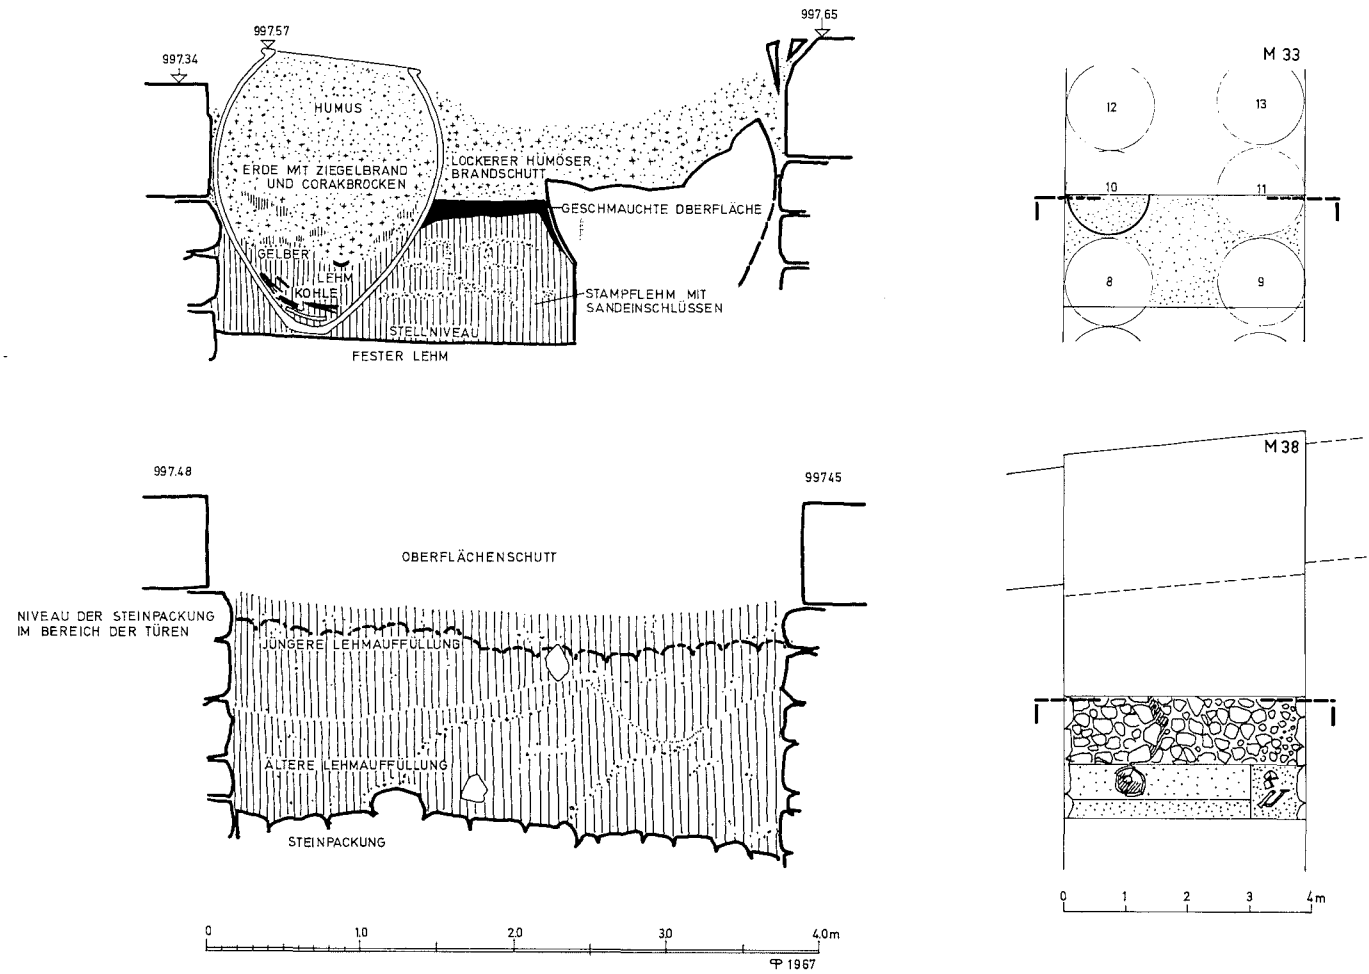 997.34
997.57
997.65
HUMUS
ERDE MIT ZIEGELBRAND
UND CORAKBROCKEN
LOCKERER HUMÖSER
BRANDSCHUTT
GESCHMAUCHTE OBERFLÄCHE
GELBER
LEHM
KOHLE
STAMPFLEHM MIT
SANDEINSCHLÜSSEN
STELLNIVEAU
FESTER LEHM
M 33
12
13
10
11
8
9
997.48
99745
OBERFLÄCHENSCHUTT
NIVEAU DER STEINPACKUNG
IM BEREICH DER TÜREN
JÜNGERE LEHMAUFFÜLLUNG
ÄLTERE LEHMAUFFÜLLUNG
STEINPACKUNG
M 38
0 1 2 3 4 m
0 1.0 2.0 3.0 4.0 m
1967